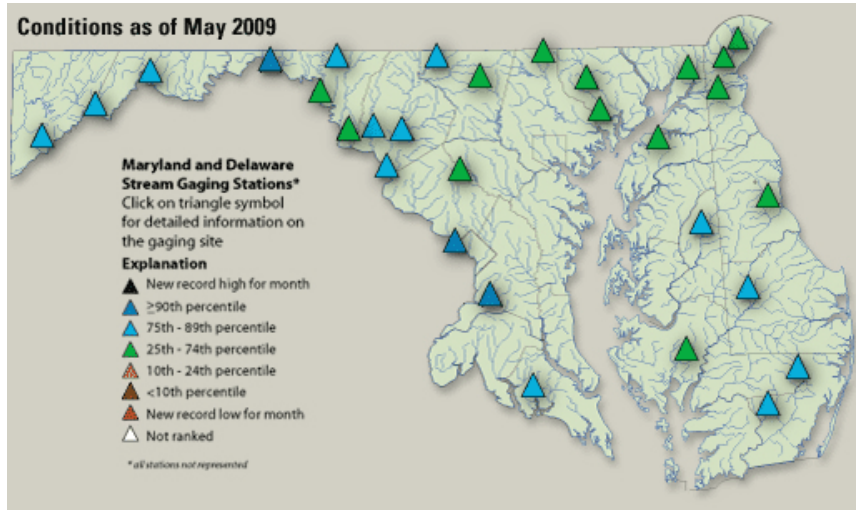 Conditions as of May 2009
Maryland and Delaware
Stream Gaging Stations*
Click on triangle symbol
for detailed information on
the gaging site
Explanation
New record high for month
≥90th percentile
75th - 89th percentile
25th - 74th percentile
10th - 24th percentile
<10th percentile
New record low for month
Not ranked
* all stations not represented